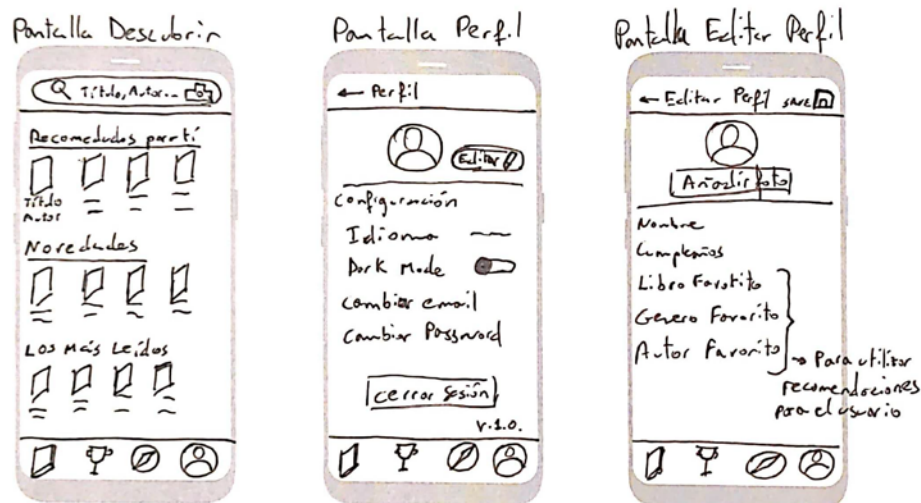 Pantalla Descubrir
Título, Autor...
Recomedados para tí
Título
Autor
Novedades
Los Más Leídos
Pantalla Perfil
← Perfil
Editar
Configuración
Idioma
Dark Mode
Cambiar email
Cambiar Password
Cerrar Sesión
v.1.0.
Pantalla Editar Perfil
← Editar Perfil save
Añadir foto
Nombre
Cumpleaños
Libro Favotito
Genero Favorito
Autor Favorito
→ Para utilizar
recomendaciones
para el usuario